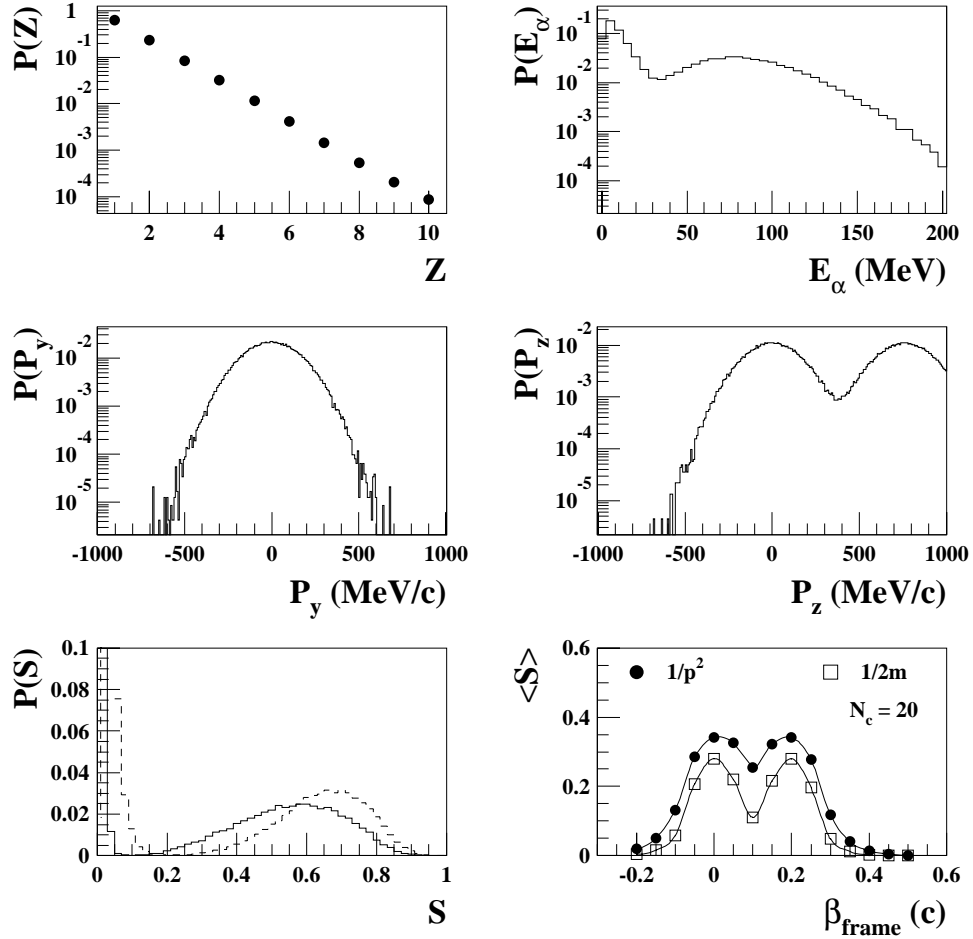 P(Z)
1
10^-1
10^-2
10^-3
10^-4
2 4 6 8 10
Z
P(E_α)
10^-1
10^-2
10^-3
10^-4
0 50 100 150 200
E_α (MeV)
P(P_y)
10^-2
10^-3
10^-4
10^-5
-1000 -500 0 500 1000
P_y (MeV/c)
P(P_z)
10^-2
10^-3
10^-4
10^-5
-1000 -500 0 500 1000
P_z (MeV/c)
P(S)
0.1
0.08
0.06
0.04
0.02
0
0 0.2 0.4 0.6 0.8 1
S
<S>
0.6
0.4
0.2
0
1/p^2
1/2m
N_c = 20
-0.2 0 0.2 0.4 0.6
β_frame (c)